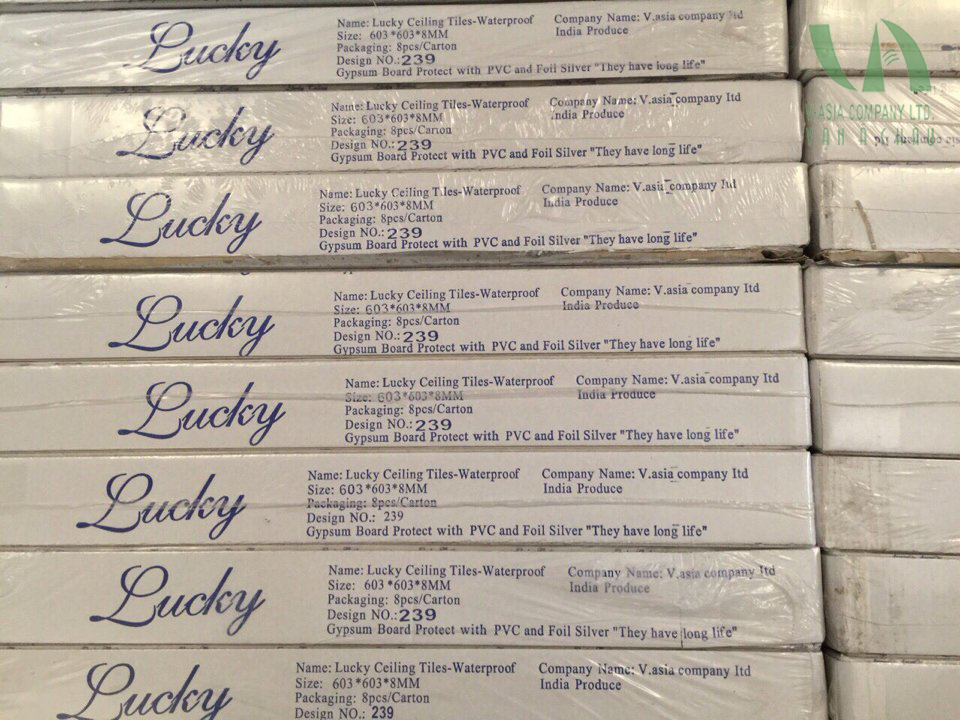 Lucky
Name: Lucky Ceiling Tiles-Waterproof
Size: 603*603*8MM
Packaging: 8pcs/Carton
Design NO.:239
Gypsum Board Protect with PVC and Foil Silver "They have long life"
Company Name: V.asia company ltd
India Produce
Lucky
Name: Lucky Ceiling Tiles-Waterproof
Size: 603*603*8MM
Packaging: 8pcs/Carton
Design NO.:239
Gypsum Board Protect with PVC and Foil Silver "They have long life"
Company Name: V.asia company ltd
India Produce
Lucky
Name: Lucky Ceiling Tiles-Waterproof
Size: 603*603*8MM
Packaging: 8pcs/Carton
Design NO.:239
Gypsum Board Protect with PVC and Foil Silver "They have long life"
Company Name: V.asia company ltd
India Produce
Lucky
Name: Lucky Ceiling Tiles-Waterproof
Size: 603*603*8MM
Packaging: 8pcs/Carton
Design NO.:239
Gypsum Board Protect with PVC and Foil Silver "They have long life"
Company Name: V.asia company ltd
India Produce
Lucky
Name: Lucky Ceiling Tiles-Waterproof
Size: 603*603*8MM
Packaging: 8pcs/Carton
Design NO.:239
Gypsum Board Protect with PVC and Foil Silver "They have long life"
Company Name: V.asia company ltd
India Produce
Lucky
Name: Lucky Ceiling Tiles-Waterproof
Size: 603*603*8MM
Packaging: 8pcs/Carton
Design NO.: 239
Gypsum Board Protect with PVC and Foil Silver "They have long life"
Company Name: V.asia company ltd
India Produce
Lucky
Name: Lucky Ceiling Tiles-Waterproof
Size: 603*603*8MM
Packaging: 8pcs/Carton
Design NO.:239
Gypsum Board Protect with PVC and Foil Silver "They have long life"
Company Name: V.asia company ltd
India Produce
Lucky
Name: Lucky Ceiling Tiles-Waterproof
Size: 603*603*8MM
Packaging: 8pcs/Carton
Design NO.: 239
Company Name: V.asia company ltd
India Produce
ASIA COMPANY LTD.